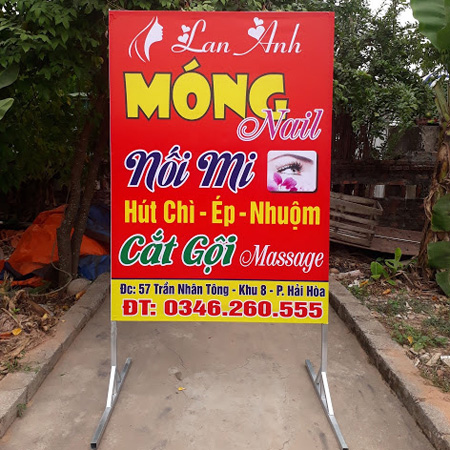 Lan Anh
MÓNG
Nail
Nối Mi
Hút Chì - Ép - Nhuộm
Cắt Gội Massage
Đc: 57 Trần Nhân Tông - Khu 8 - P. Hải Hòa
ĐT: 0346.260.555